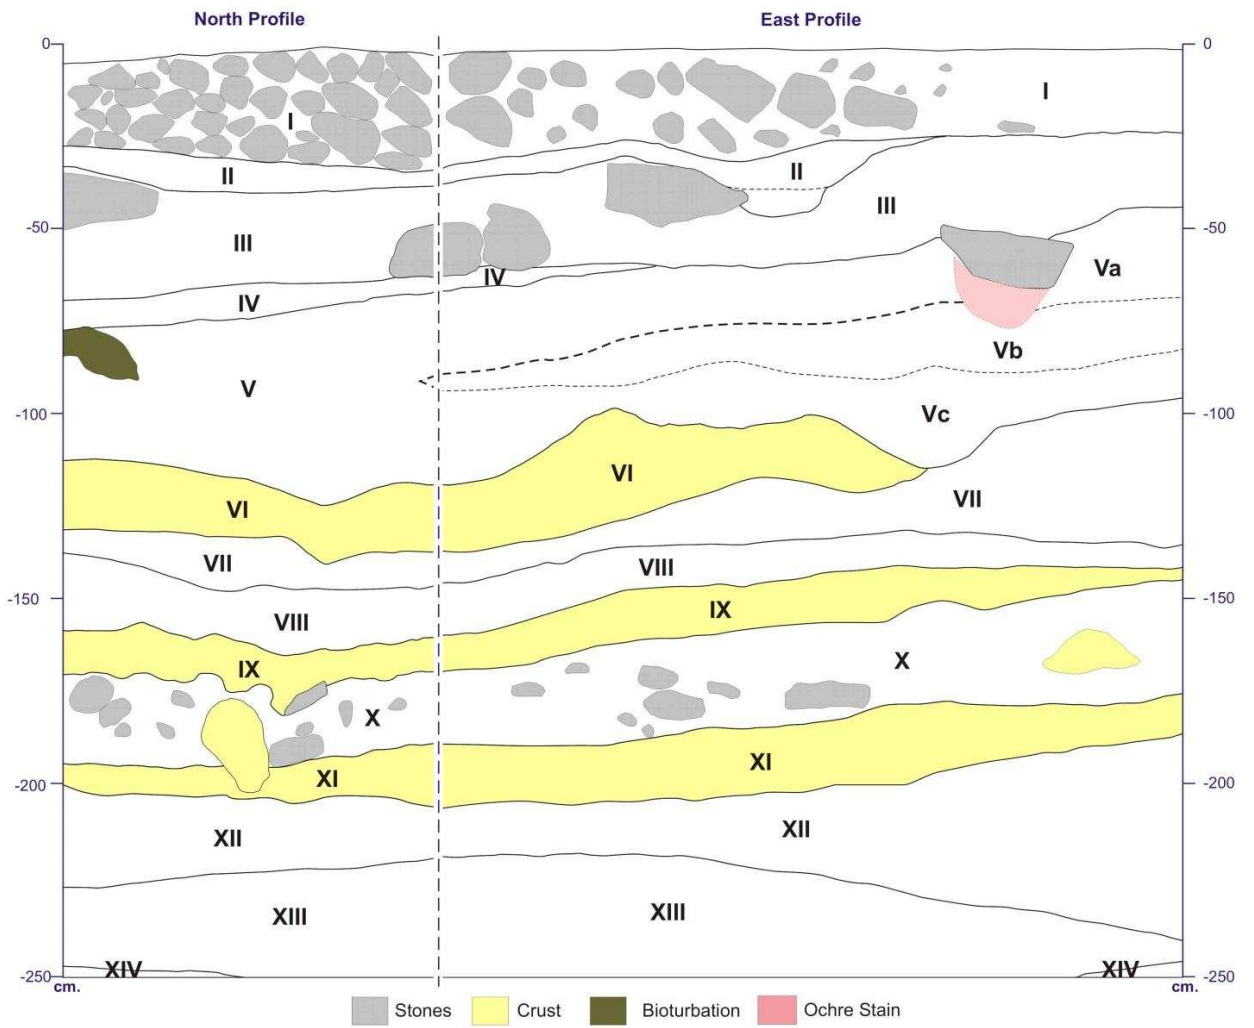 North Profile East Profile
0 0
I I
II II
III III
-50 -50
IV IV Va
Vb
V
-100 Vc -100
VI VI
VII VII
VIII VIII
-150 -150
IX IX
X X
XI XI
-200 -200
XII XII
XIII XIII
XIV XIV
-250 -250
cm. cm.
Stones Crust Bioturbation Ochre Stain